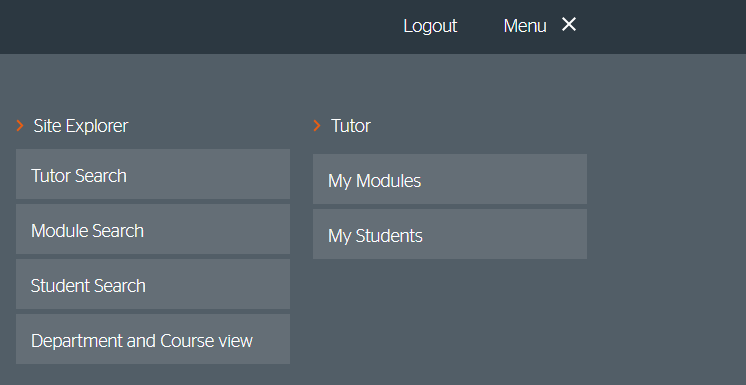 Logout Menu
Site Explorer
Tutor Search
Module Search
Student Search
Department and Course view
Tutor
My Modules
My Students